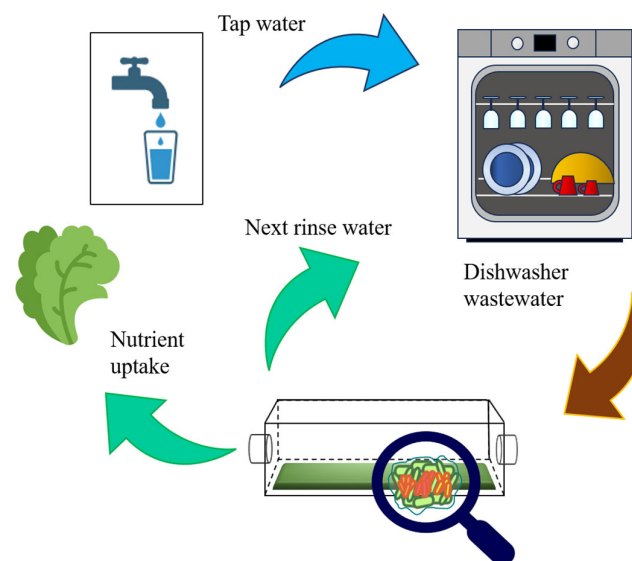 Tap water
Next rinse water
Dishwasher
wastewater
Nutrient
uptake